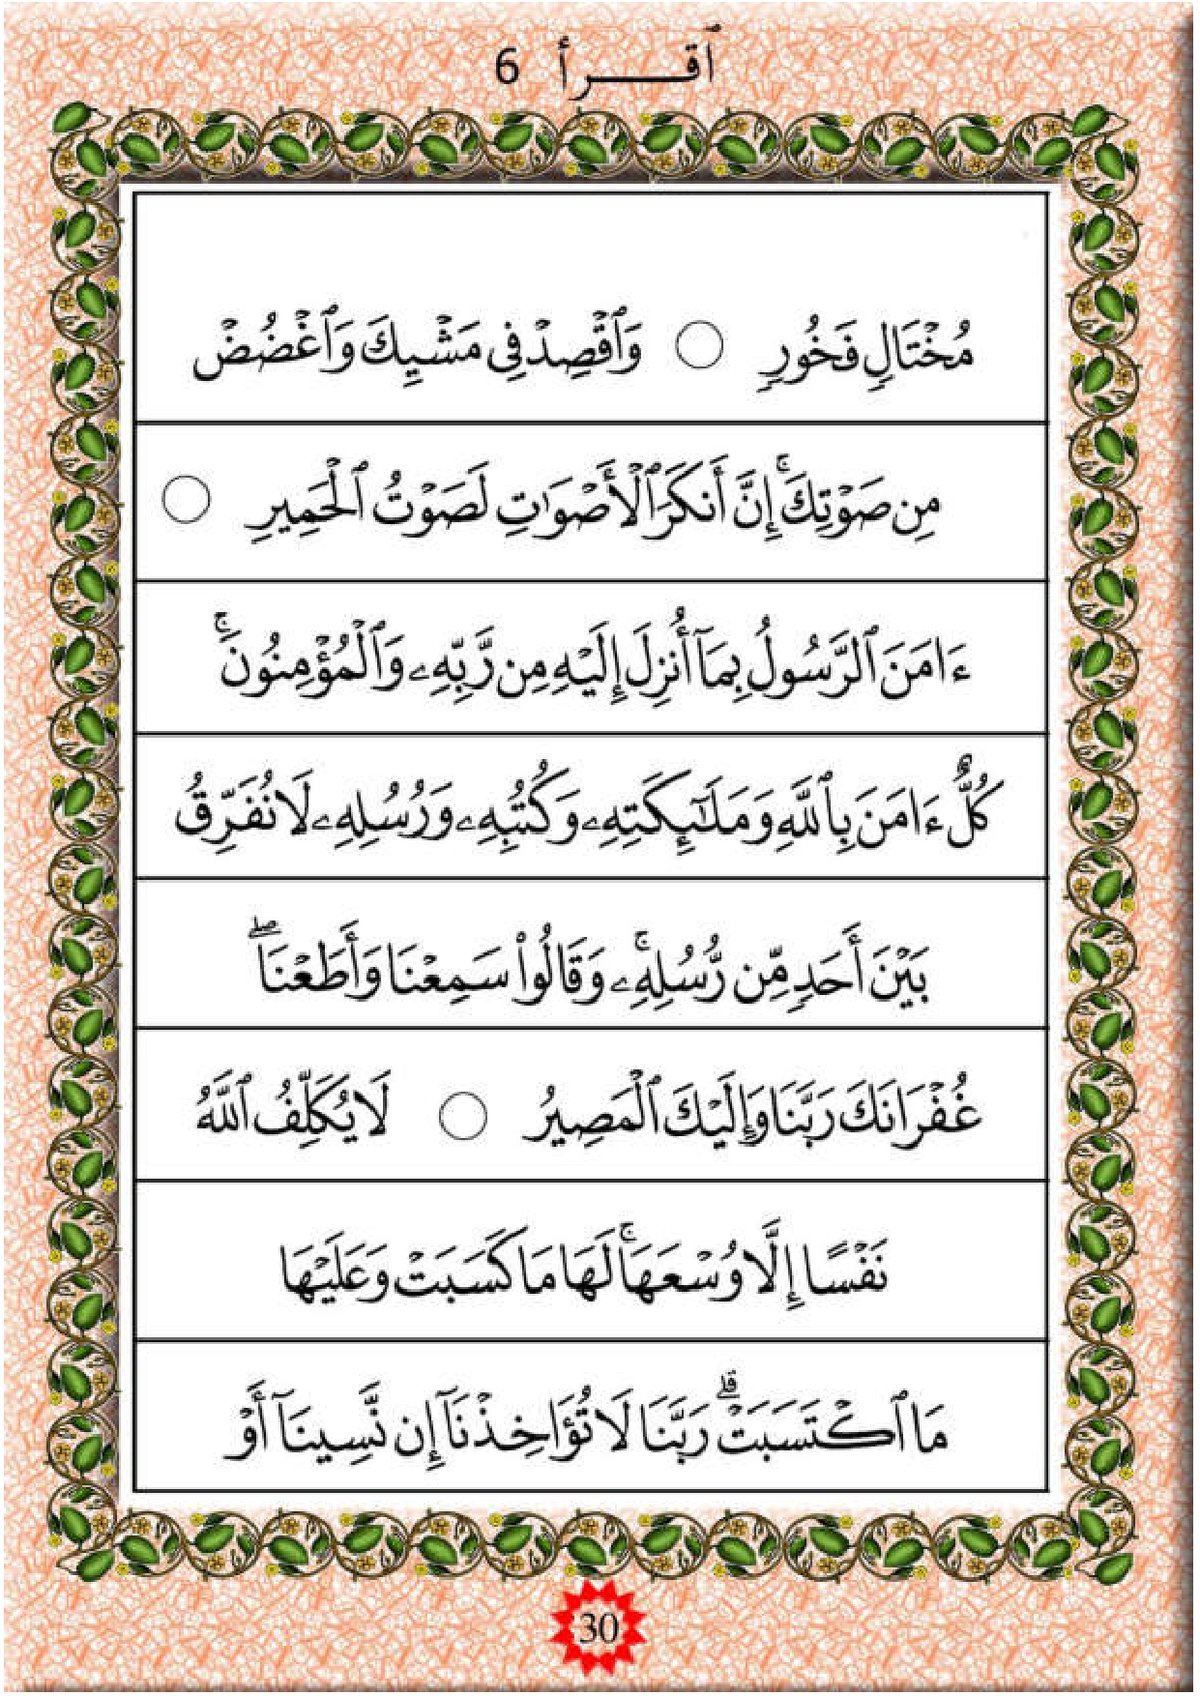 ٱقـــرأ 6
مُخْتَالٍ فَخُورٍ ○ وَٱقْصِدْ فِى مَشْيِكَ وَٱغْضُضْ
مِن صَوْتِكَ ۚ إِنَّ أَنكَرَ ٱلْأَصْوَٰتِ لَصَوْتُ ٱلْحَمِيرِ ○
ءَامَنَ ٱلرَّسُولُ بِمَآ أُنزِلَ إِلَيْهِ مِن رَّبِّهِۦ وَٱلْمُؤْمِنُونَ ۚ
كُلٌّ ءَامَنَ بِٱللَّهِ وَمَلَـٰٓئِكَتِهِۦ وَكُتُبِهِۦ وَرُسُلِهِۦ لَا نُفَرِّقُ
بَيْنَ أَحَدٍ مِّن رُّسُلِهِۦ ۚ وَقَالُوا۟ سَمِعْنَا وَأَطَعْنَا ۖ
غُفْرَانَكَ رَبَّنَا وَإِلَيْكَ ٱلْمَصِيرُ ○ لَا يُكَلِّفُ ٱللَّهُ
نَفْسًا إِلَّا وُسْعَهَا ۚ لَهَا مَا كَسَبَتْ وَعَلَيْهَا
مَا ٱكْتَسَبَتْ ۗ رَبَّنَا لَا تُؤَاخِذْنَآ إِن نَّسِينَآ أَوْ
30